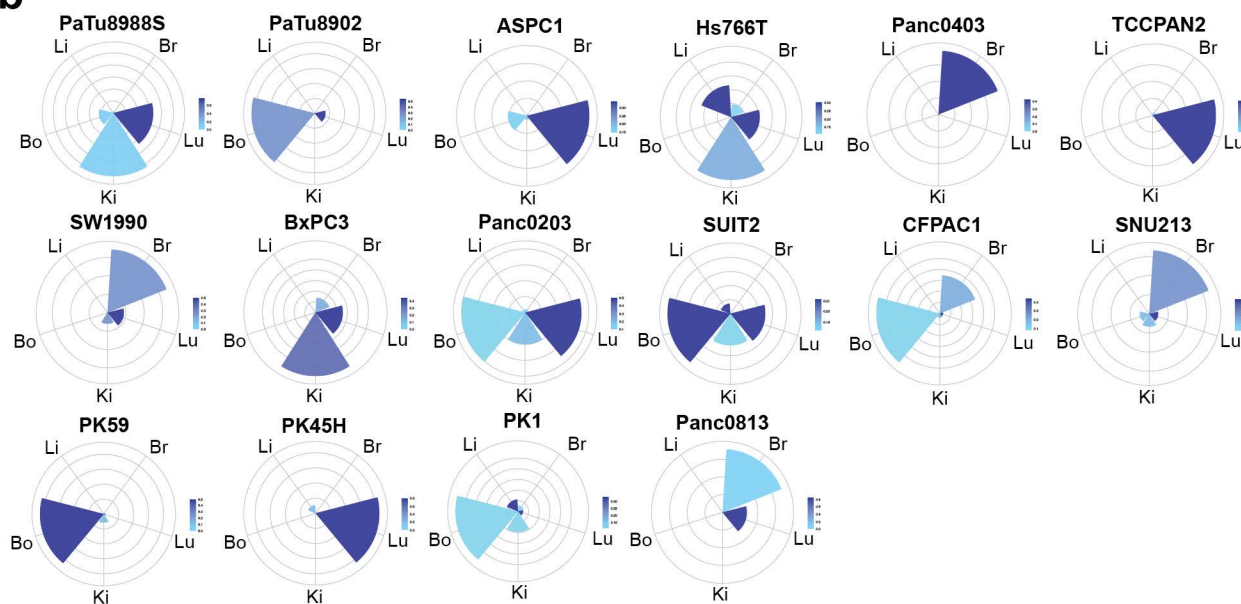 b
PaTu8988S PaTu8902 ASPC1 Hs766T Panc0403 TCCPAN2
Li Br Li Br Li Br Li Br Li Br Li Br
Bo Lu Bo Lu Bo Lu Bo Lu Bo Lu Bo Lu
Ki Ki Ki Ki Ki Ki
SW1990 BxPC3 Panc0203 SUIT2 CFPAC1 SNU213
Li Br Li Br Li Br Li Br Li Br Li Br
Bo Lu Bo Lu Bo Lu Bo Lu Bo Lu Bo Lu
Ki Ki Ki Ki Ki Ki
PK59 PK45H PK1 Panc0813
Li Br Li Br Li Br Li Br
Bo Lu Bo Lu Bo Lu Bo Lu
Ki Ki Ki Ki